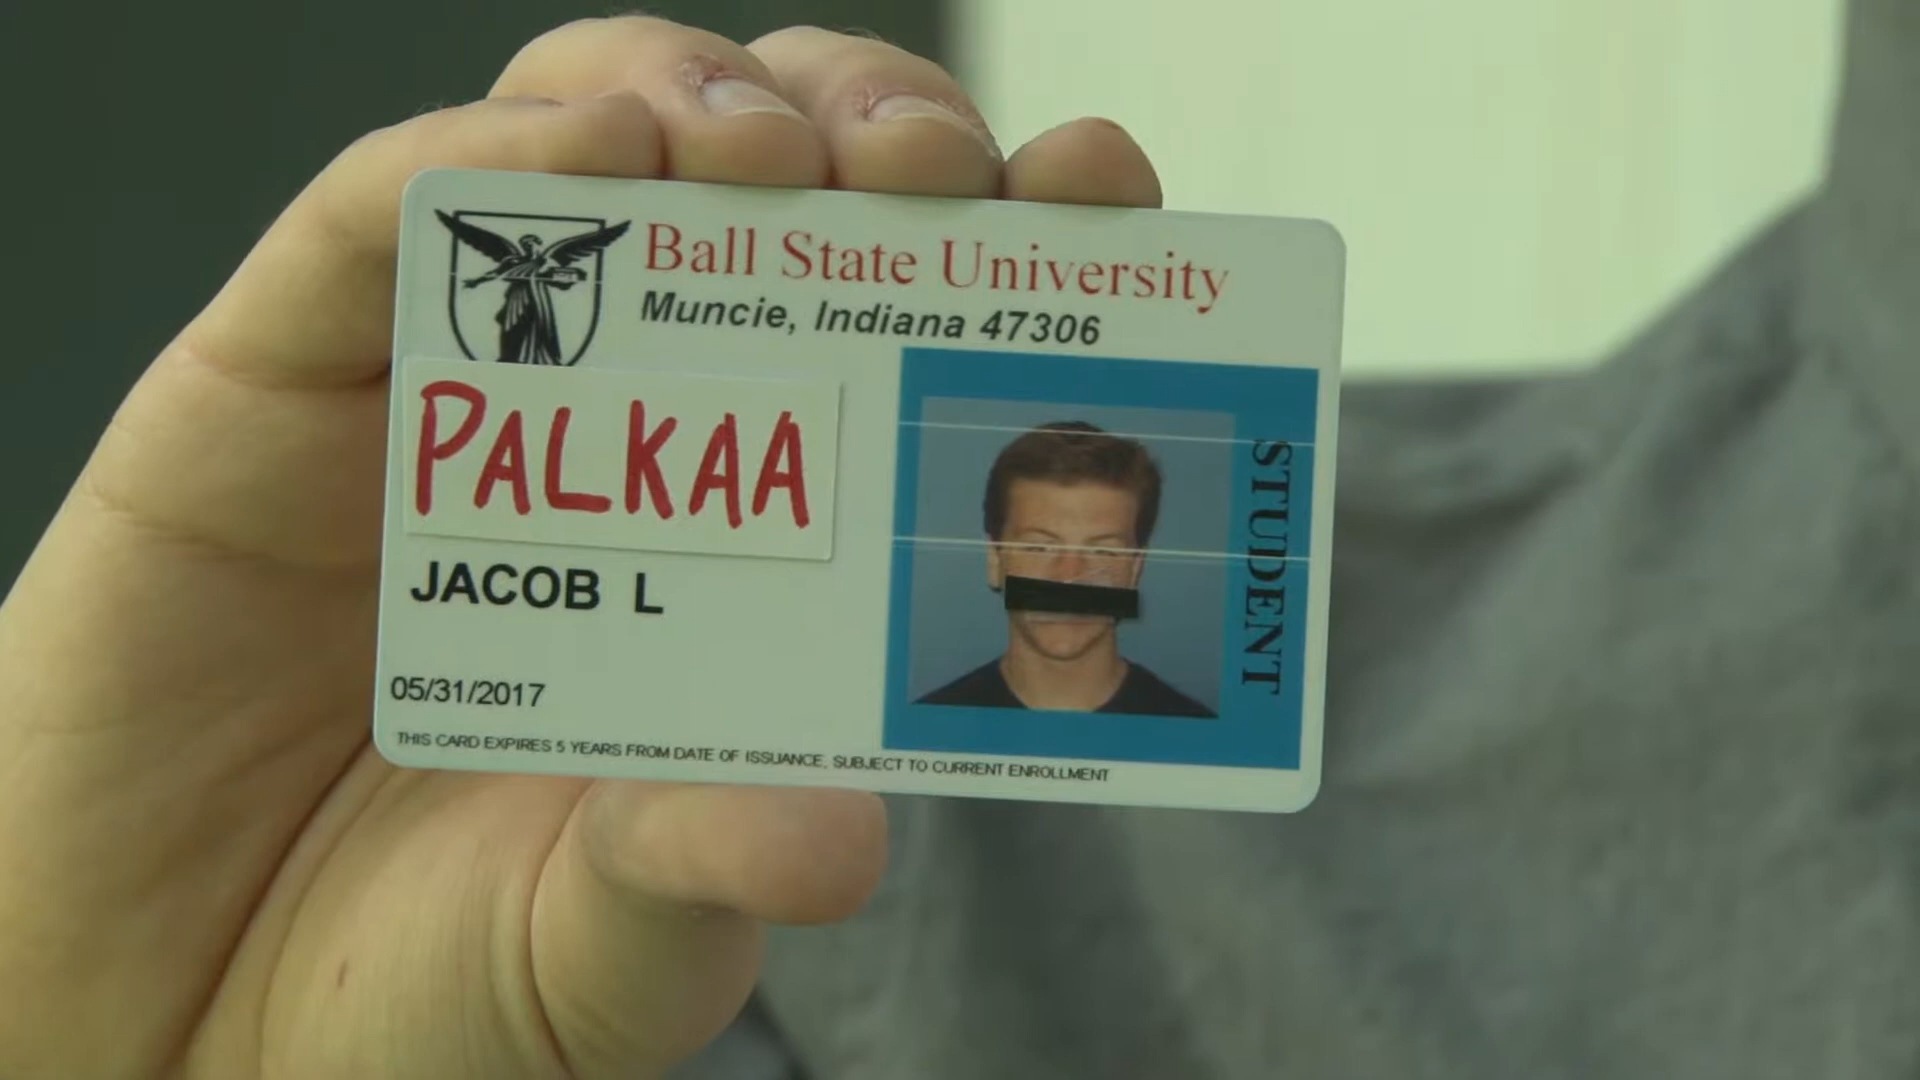 Ball State University
Muncie, Indiana 47306
PALKAA
JACOB L
05/31/2017
STUDENT
THIS CARD EXPIRES 5 YEARS FROM DATE OF ISSUANCE, SUBJECT TO CURRENT ENROLLMENT